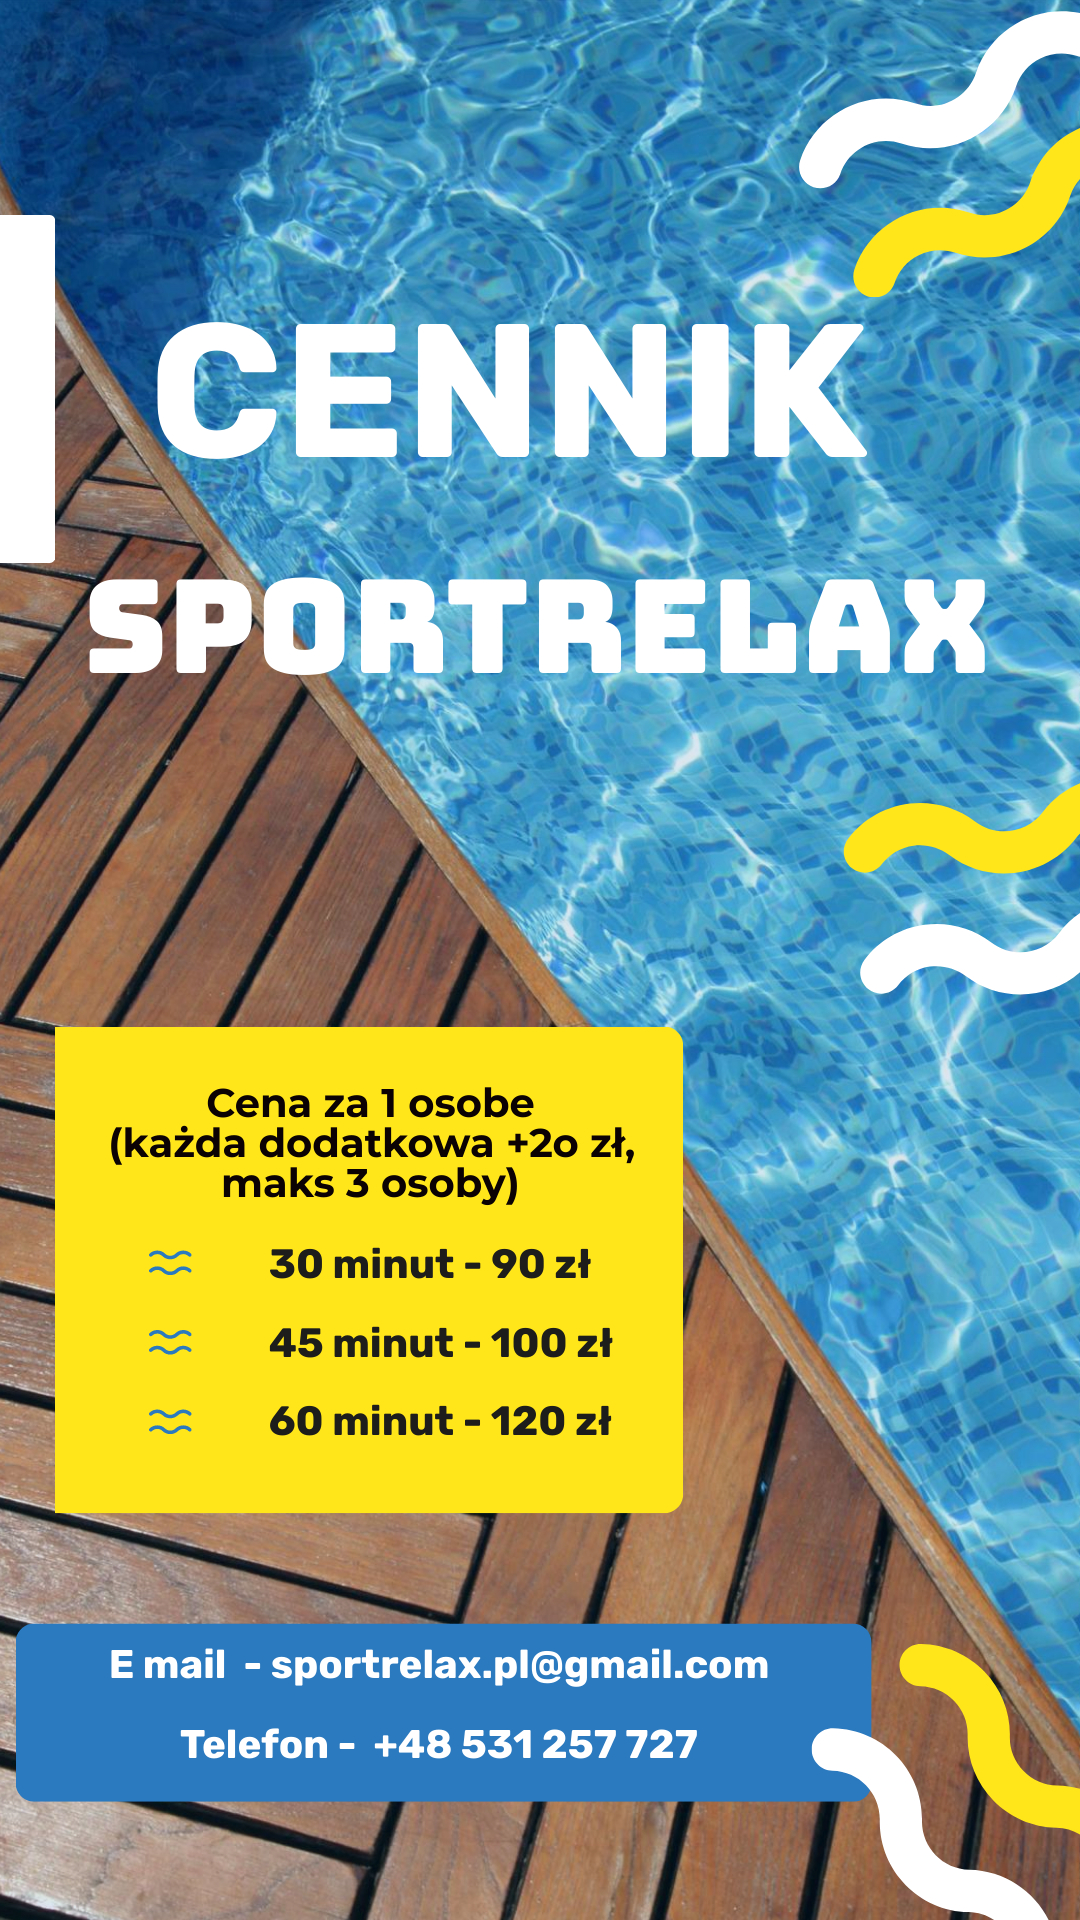 CENNIK
SPORTRELAX
Cena za 1 osobe
(każda dodatkowa +2o zł,
maks 3 osoby)
30 minut - 90 zł
45 minut - 100 zł
60 minut - 120 zł
E mail - sportrelax.pl@gmail.com
Telefon - +48 531 257 727